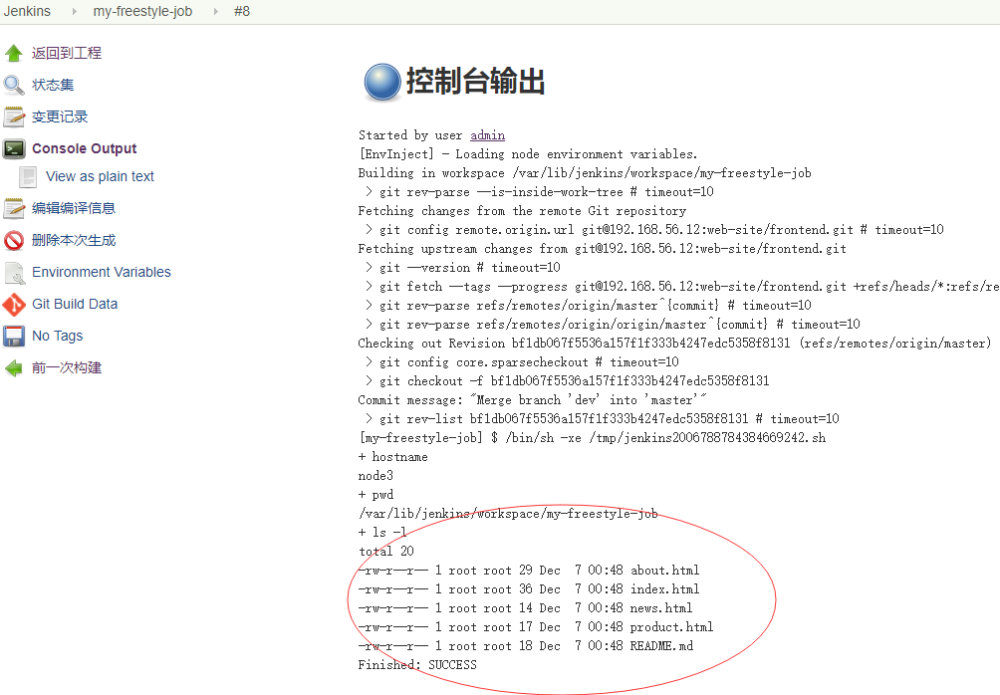 Jenkins my-freestyle-job #8
返回到工程
状态集
变更记录
Console Output
View as plain text
编辑编译信息
删除本次生成
Environment Variables
Git Build Data
No Tags
前一次构建
控制台输出
Started by user admin
[EnvInject] - Loading node environment variables.
Building in workspace /var/lib/jenkins/workspace/my-freestyle-job
> git rev-parse --is-inside-work-tree # timeout=10
Fetching changes from the remote Git repository
> git config remote.origin.url git@192.168.56.12:web-site/frontend.git # timeout=10
Fetching upstream changes from git@192.168.56.12:web-site/frontend.git
> git --version # timeout=10
> git fetch --tags --progress git@192.168.56.12:web-site/frontend.git +refs/heads/*:refs/re
> git rev-parse refs/remotes/origin/master^{commit} # timeout=10
> git rev-parse refs/remotes/origin/origin/master^{commit} # timeout=10
Checking out Revision bf1db067f5536a157f1f333b4247edc5358f8131 (refs/remotes/origin/master)
> git config core.sparsecheckout # timeout=10
> git checkout -f bf1db067f5536a157f1f333b4247edc5358f8131
Commit message: "Merge branch 'dev' into 'master'"
> git rev-list bf1db067f5536a157f1f333b4247edc5358f8131 # timeout=10
[my-freestyle-job] $ /bin/sh -xe /tmp/jenkins2006788784384669242.sh
+ hostname
node3
+ pwd
/var/lib/jenkins/workspace/my-freestyle-job
+ ls -l
total 20
-rw-r--r-- 1 root root 29 Dec 7 00:48 about.html
-rw-r--r-- 1 root root 36 Dec 7 00:48 index.html
-rw-r--r-- 1 root root 14 Dec 7 00:48 news.html
-rw-r--r-- 1 root root 17 Dec 7 00:48 product.html
-rw-r--r-- 1 root root 18 Dec 7 00:48 README.md
Finished: SUCCESS